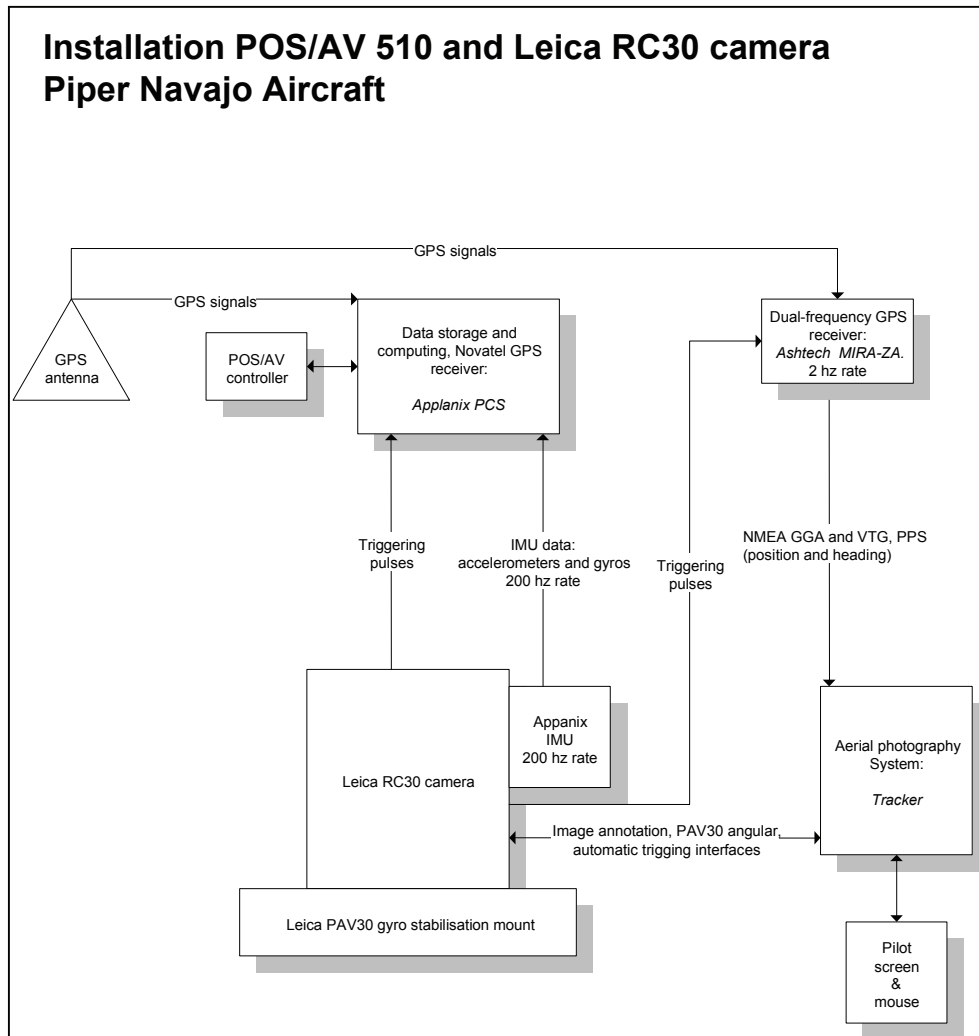 Installation POS/AV 510 and Leica RC30 camera
Piper Navajo Aircraft
GPS signals
GPS signals
GPS
antenna
POS/AV
controller
Data storage and
computing, Novatel GPS
receiver:
Applanix PCS
Dual-frequency GPS
receiver:
Ashtech MIRA-ZA.
2 hz rate
Triggering
pulses
IMU data:
accelerometers and gyros
200 hz rate
Triggering
pulses
NMEA GGA and VTG, PPS
(position and heading)
Leica RC30 camera
Appanix
IMU
200 hz rate
Aerial photography
System:
Tracker
Image annotation, PAV30 angular,
automatic trigging interfaces
Leica PAV30 gyro stabilisation mount
Pilot
screen
&
mouse